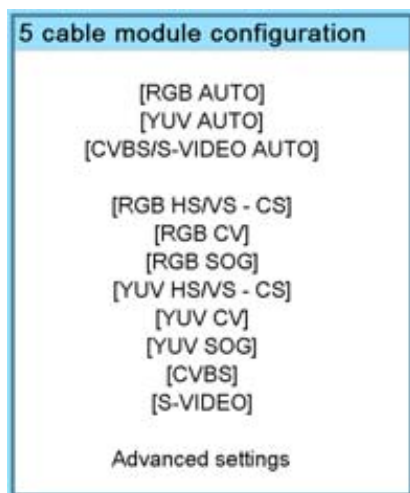 5 cable module configuration
[RGB AUTO]
[YUV AUTO]
[CVBS/S-VIDEO AUTO]
[RGB HS/VS - CS]
[RGB CV]
[RGB SOG]
[YUV HS/VS - CS]
[YUV CV]
[YUV SOG]
[CVBS]
[S-VIDEO]
Advanced settings